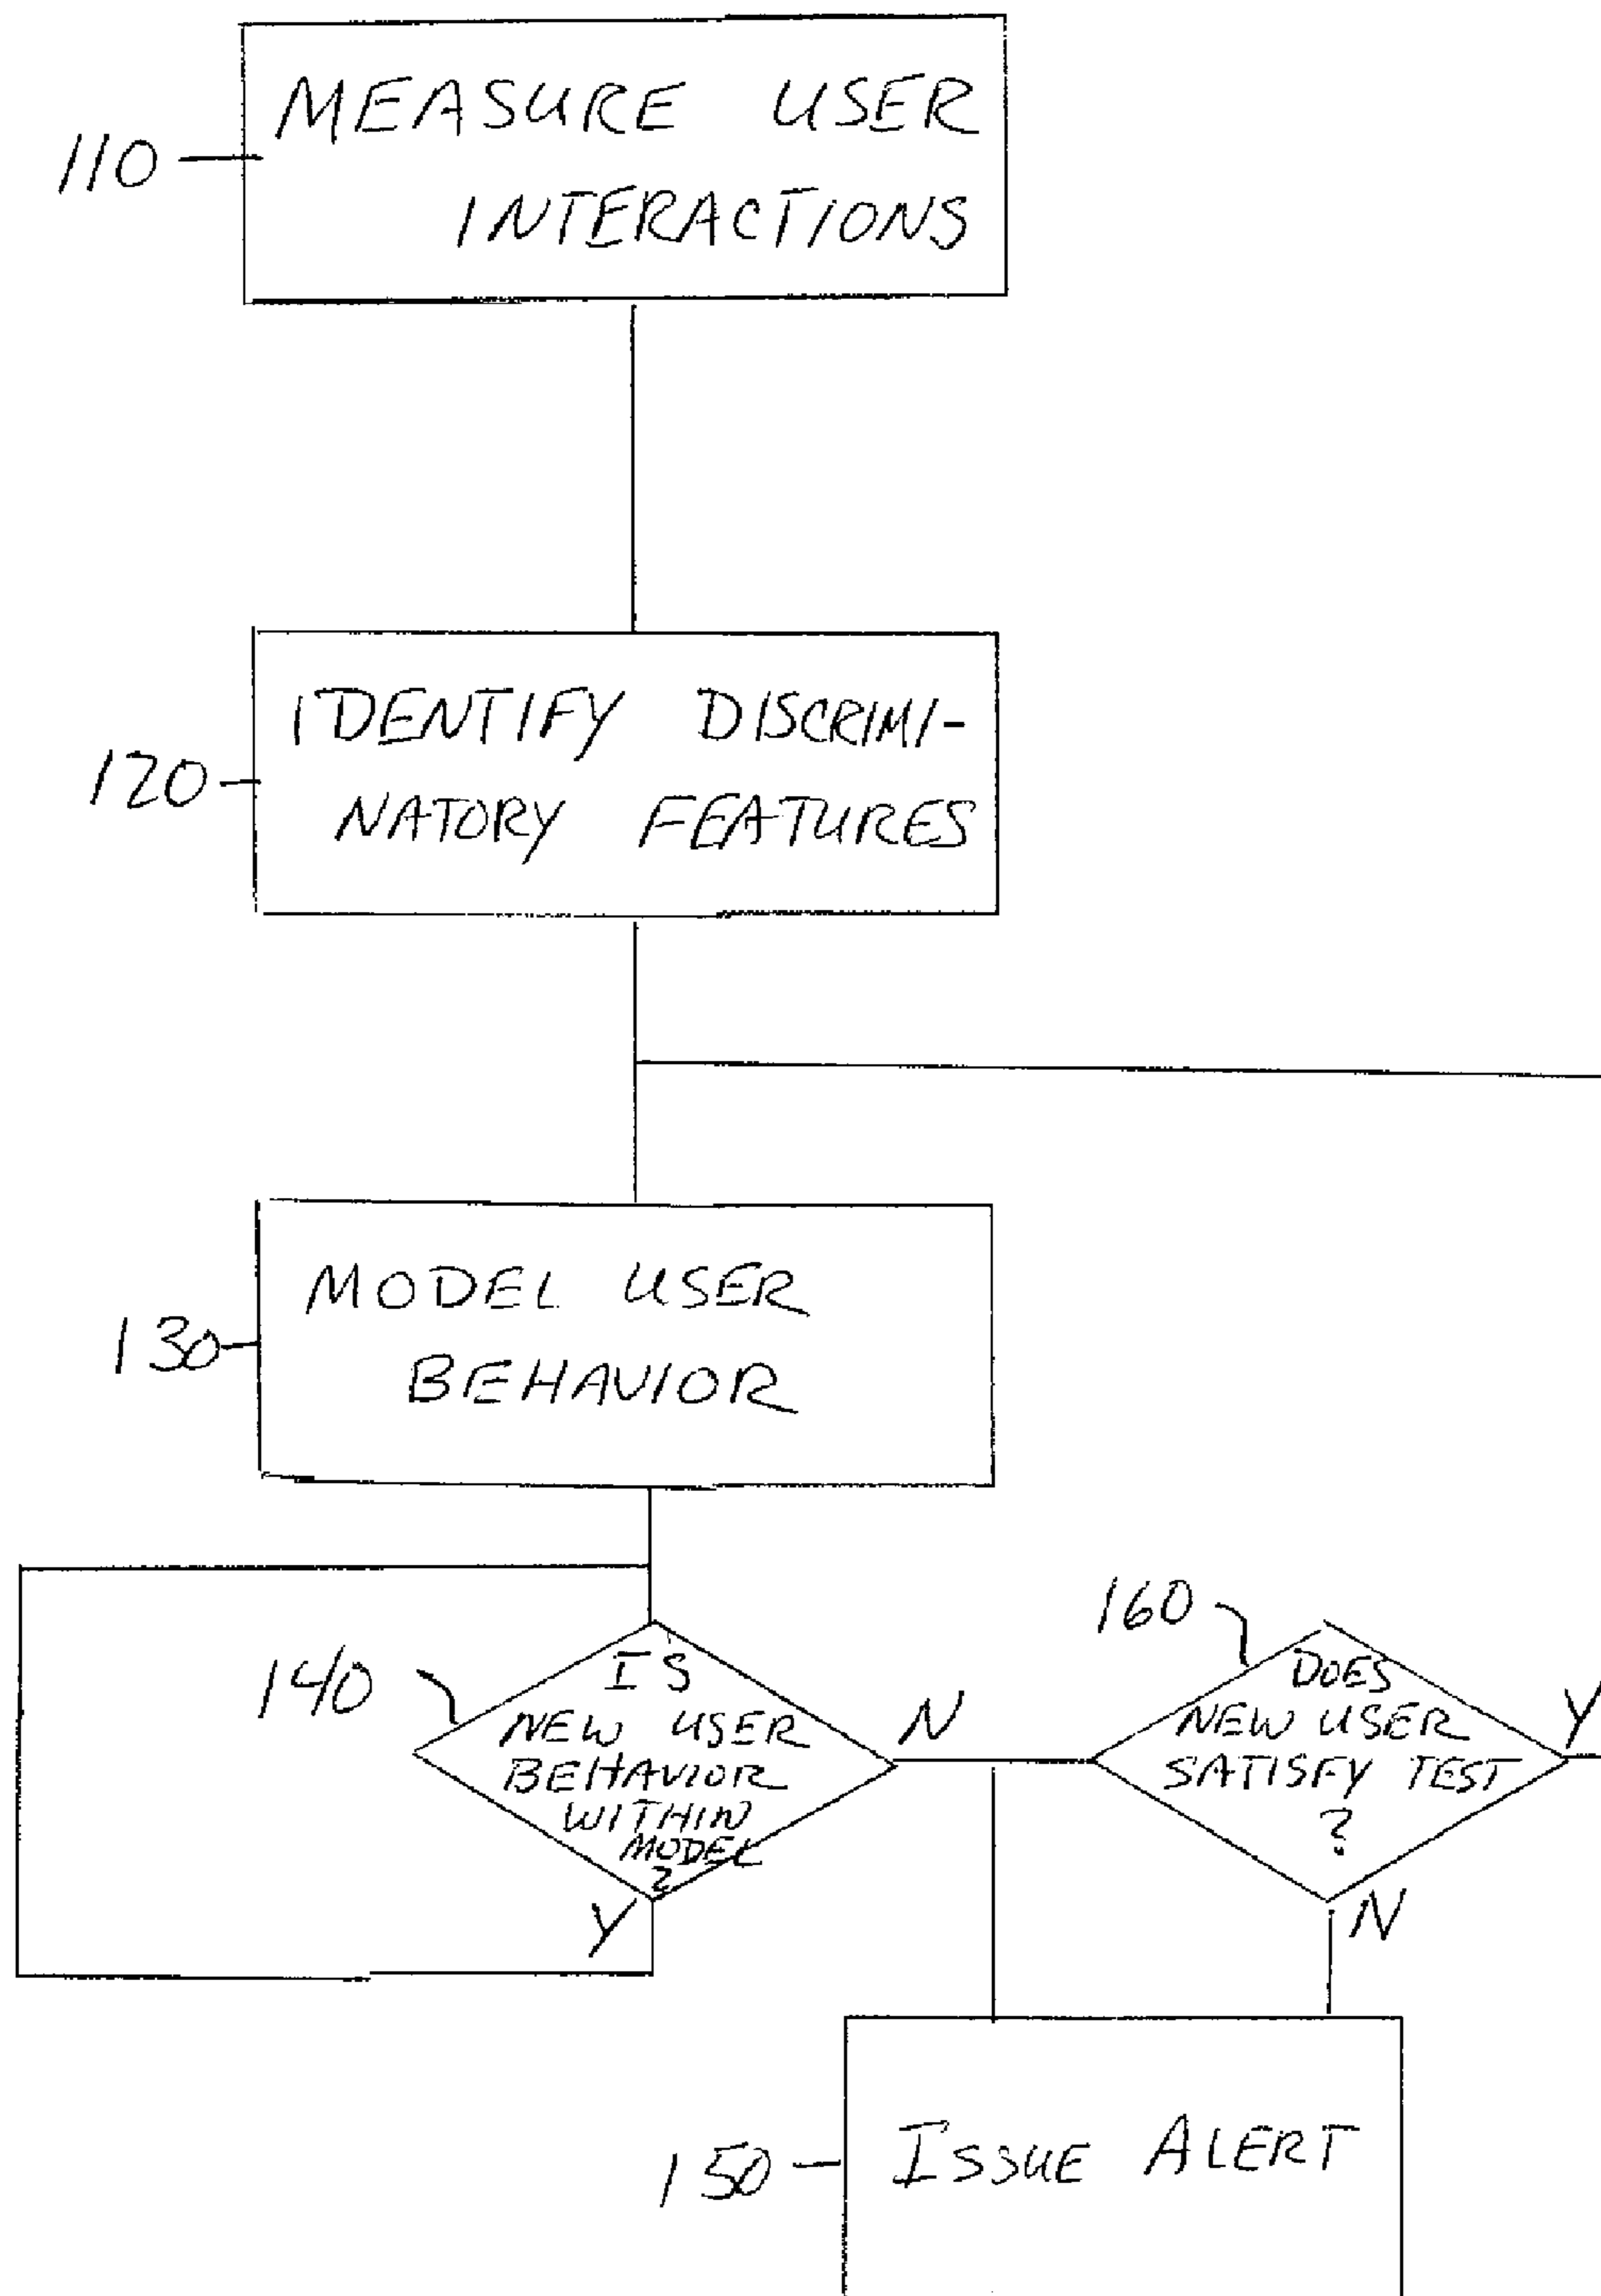 MEASURE USER
INTERACTIONS
110
IDENTIFY DISCRIMI-
NATORY FEATURES
120
MODEL USER
BEHAVIOR
130
140
IS
NEW USER
BEHAVIOR
WITHIN
MODEL
?
N
Y
160
DOES
NEW USER
SATISFY TEST
?
Y
N
150
ISSUE ALERT